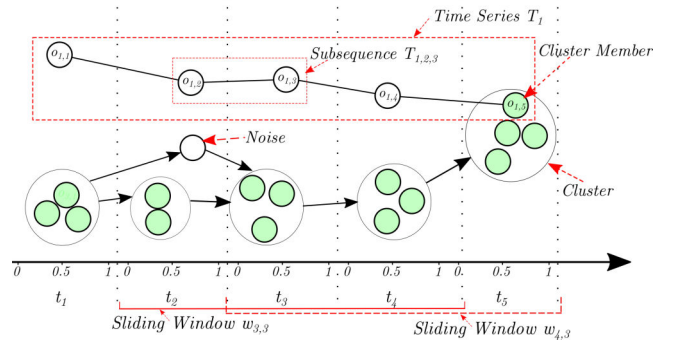 Time Series T1
o1,1
Subsequence T1,2,3
Cluster Member
o1,2
o1,3
o1,4
o1,5
Noise
Cluster
0 0.5 1 0 0.5 1 0 0.5 1 0 0.5 1 0. 0.5 1
t1 t2 t3 t4 t5
Sliding Window w3,3
Sliding Window w4,3